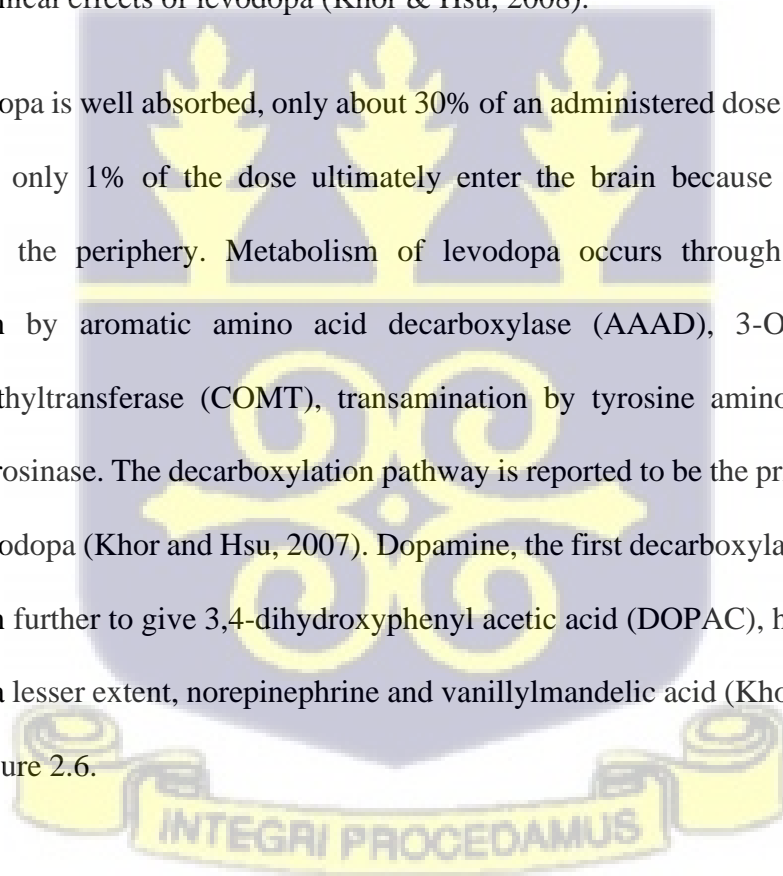 effects of levodopa (Khor & Hsu, 2008).
opa is well absorbed, only about 30% of an administered dose
only 1% of the dose ultimately enter the brain because
the periphery. Metabolism of levodopa occurs through
n by aromatic amino acid decarboxylase (AAAD), 3-O
thyltransferase (COMT), transamination by tyrosine amino
rosinase. The decarboxylation pathway is reported to be the pr
odopa (Khor and Hsu, 2007). Dopamine, the first decarboxyla
n further to give 3,4-dihydroxyphenyl acetic acid (DOPAC), h
a lesser extent, norepinephrine and vanillylmandelic acid (Kho
ure 2.6.
INTEGRI PROCEDAMUS